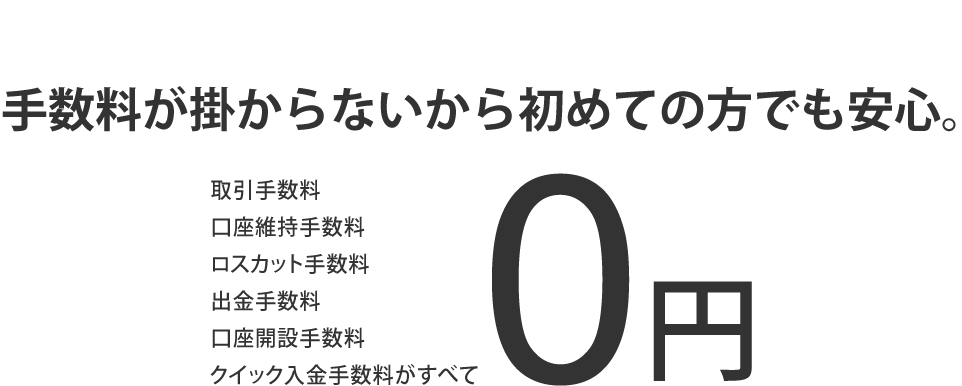 手数料が掛からないから初めての方でも安心。
取引手数料
口座維持手数料
ロスカット手数料
出金手数料
口座開設手数料
クイック入金手数料がすべて
0円